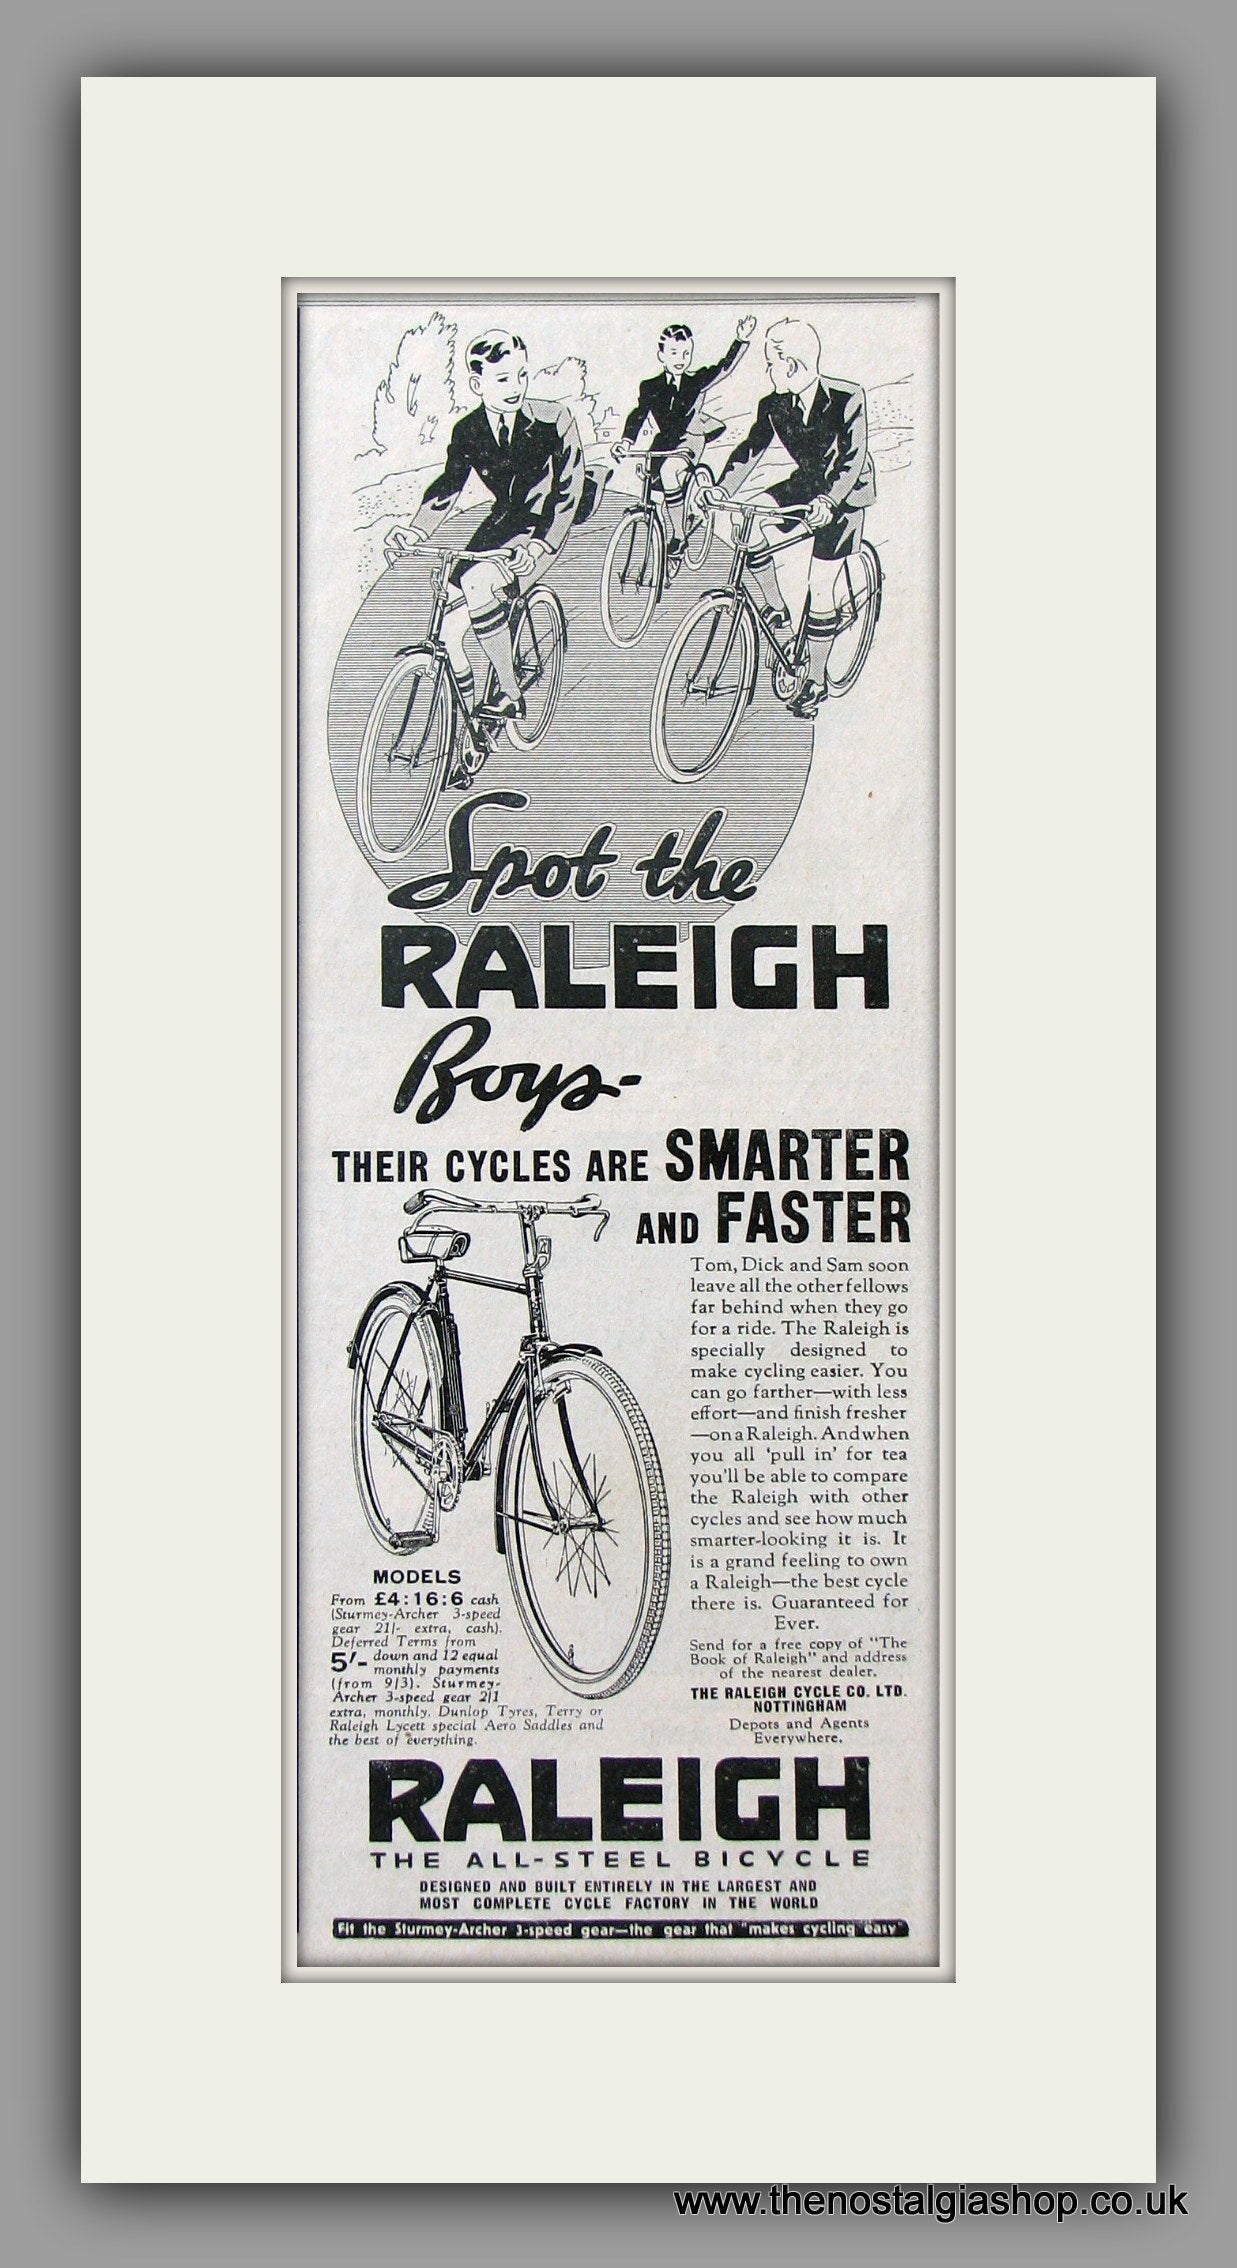 Spot the
RALEIGH
Boys-
THEIR CYCLES ARE SMARTER
AND FASTER
Tom, Dick and Sam soon
leave all the other fellows
far behind when they go
for a ride. The Raleigh is
specially designed to
make cycling easier. You
can go farther—with less
effort—and finish fresher
—on a Raleigh. And when
you all 'pull in' for tea
you'll be able to compare
the Raleigh with other
cycles and see how much
smarter-looking it is. It
is a grand feeling to own
a Raleigh—the best cycle
there is. Guaranteed for
Ever.
Send for a free copy of "The
Book of Raleigh" and address
of the nearest dealer.
THE RALEIGH CYCLE CO. LTD.
NOTTINGHAM
Depots and Agents
Everywhere.
MODELS
From £4:16:6 cash
(Sturmey-Archer 3-speed
gear 21/- extra, cash).
Deferred Terms from
5'/- down and 12 equal
monthly payments
(from 9/3). Sturmey-
Archer 3-speed gear 2/1
extra, monthly. Dunlop Tyres, Terry or
Raleigh Lycett special Aero Saddles and
the best of everything.
RALEIGH
THE ALL-STEEL BICYCLE
DESIGNED AND BUILT ENTIRELY IN THE LARGEST AND
MOST COMPLETE CYCLE FACTORY IN THE WORLD
Fit the Sturmey-Archer 3-speed gear—the gear that "makes cycling easy"
www.thenostalgiashop.co.uk